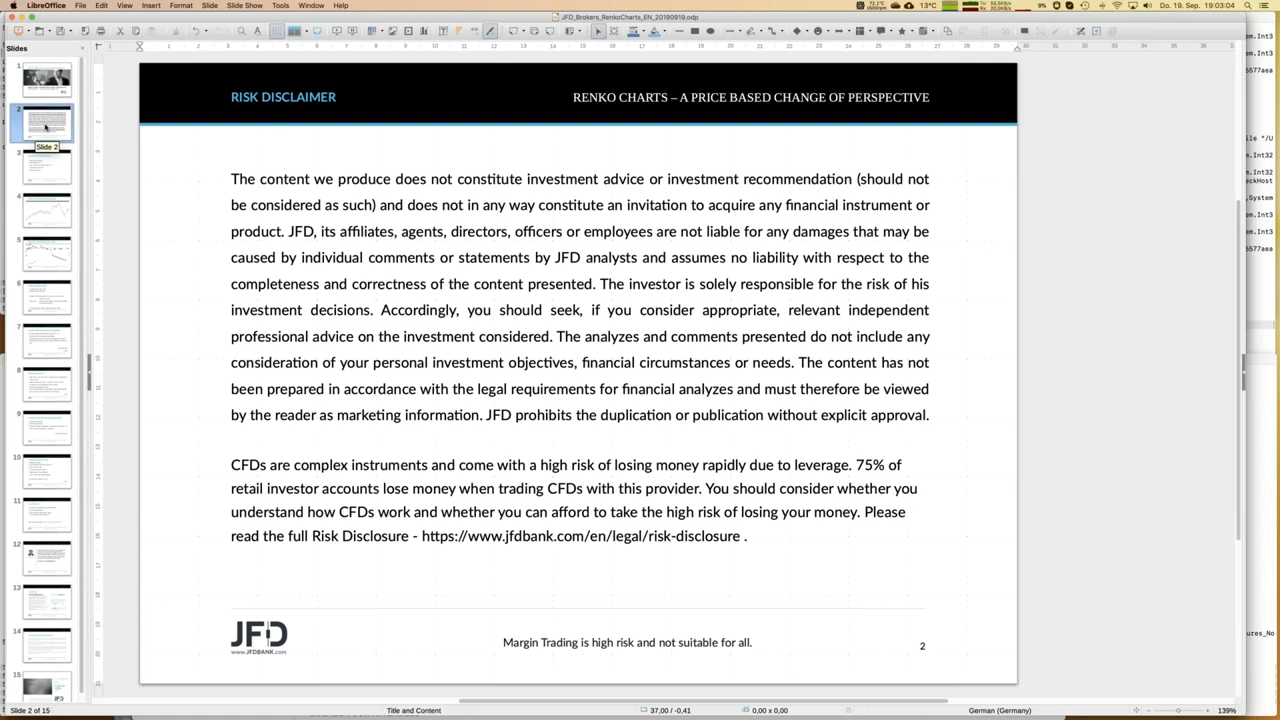 LibreOffice File Edit View Insert Format Slide Slide Show Tools Window Help
13°C
9%
Do. 19. Sep. 19:03:04
JFD_Brokers_RenkoCharts_EN_20190919.odp
Slides
Slide 2
RISK DISCLAIMER
RENKO CHARTS – A PROFOUND CHANGE OF PERSPECTIVE
The content we produce does not constitute investment advice or investment recommendation (should not
be considered as such) and does not in any way constitute an invitation to acquire any financial instrument or
product. JFD, its affiliates, agents, directors, officers or employees are not liable for any damages that may be
caused by individual comments or statements by JFD analysts and assumes no liability with respect to the
completeness and correctness of the content presented. The investor is solely responsible for the risk of his
investment decisions. Accordingly, you should seek, if you consider appropriate, relevant independent
professional advice on the investment considered. The analyzes and comments presented do not include any
consideration of your personal investment objectives, financial circumstances or needs. The content has not
been prepared in accordance with the legal requirements for financial analyzes and must therefore be viewed
by the reader as marketing information. JFD prohibits the duplication or publication without explicit approval.
CFDs are complex instruments and come with a high risk of losing money rapidly due to leverage. 75% of
retail investor accounts lose money when trading CFDs with this provider. You should consider whether you
understand how CFDs work and whether you can afford to take the high risk of losing your money. Please
read the full Risk Disclosure - https://www.jfdbank.com/en/legal/risk-disclosure .
JFD
www.JFDBANK.com
Margin Trading is high risk and not suitable for all.
2
Slide 2 of 15
Title and Content
37,00 / -0,41
0,00 x 0,00
German (Germany)
139%